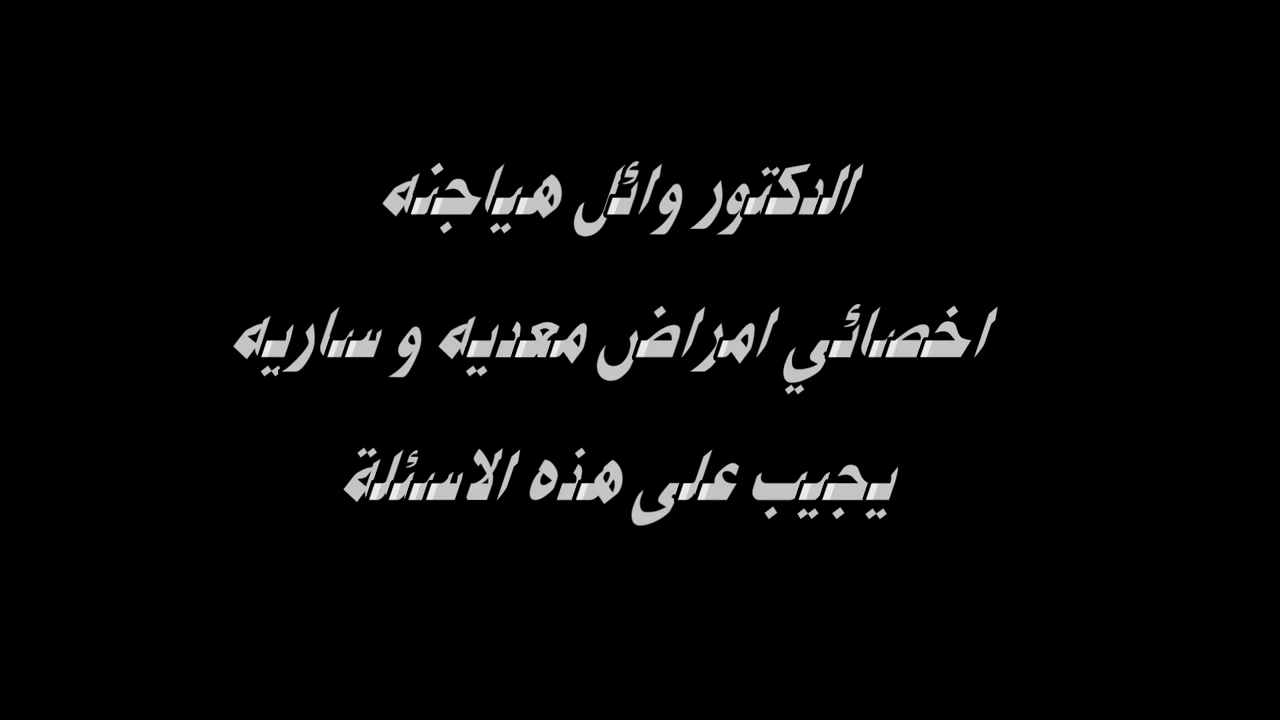 الدكتور وائل هياجنه
اخصائي امراض معديه و ساريه
يجيب على هذه الاسئلة